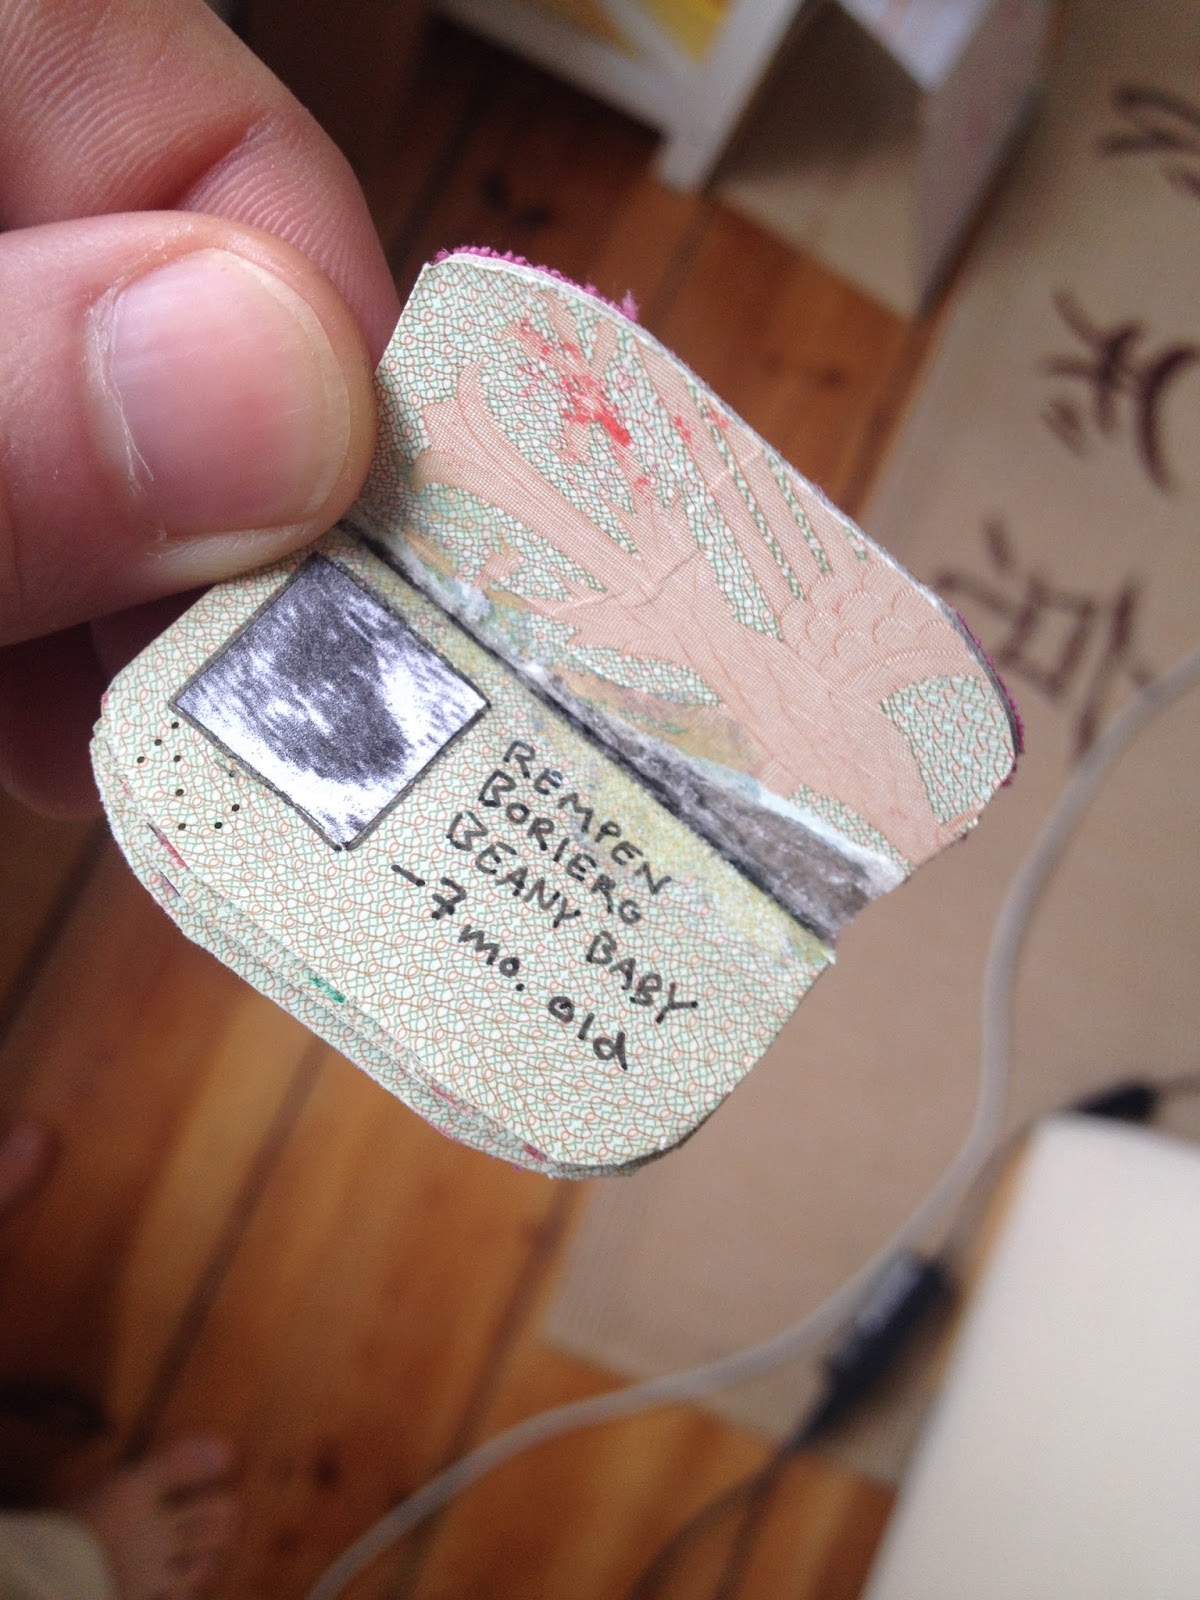 REMPEN
BORIERG
BEANY BABY
-7 mo. old